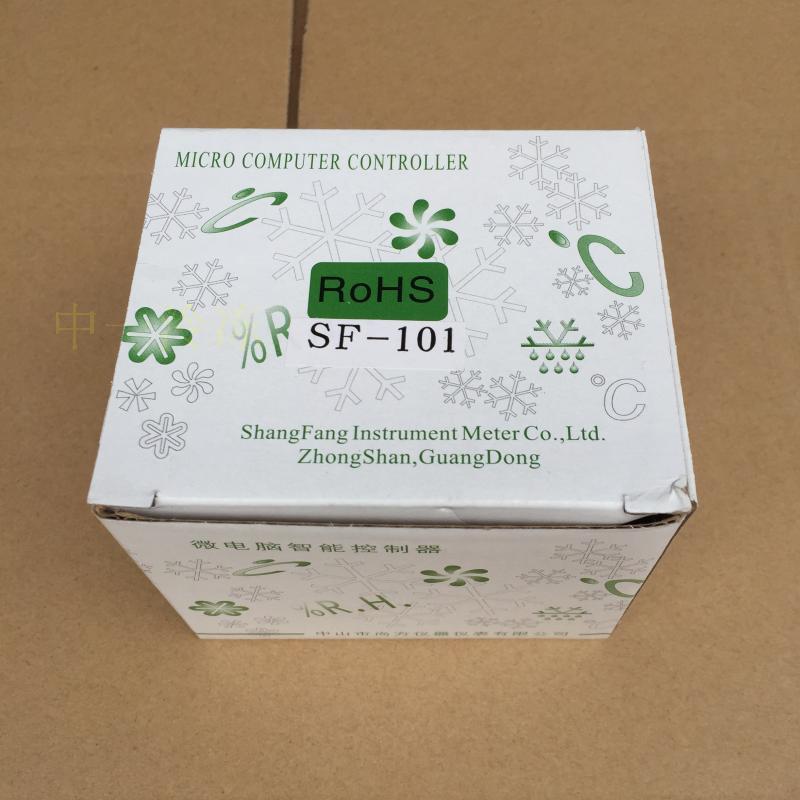 MICRO COMPUTER CONTROLLER
°C
°C
RoHS
%R
SF-101
°C
ShangFang Instrument Meter Co.,Ltd.
ZhongShan,GuangDong
微电脑智能控制器
°C
°C
%R.H.
中山市尚方仪器仪表有限公司